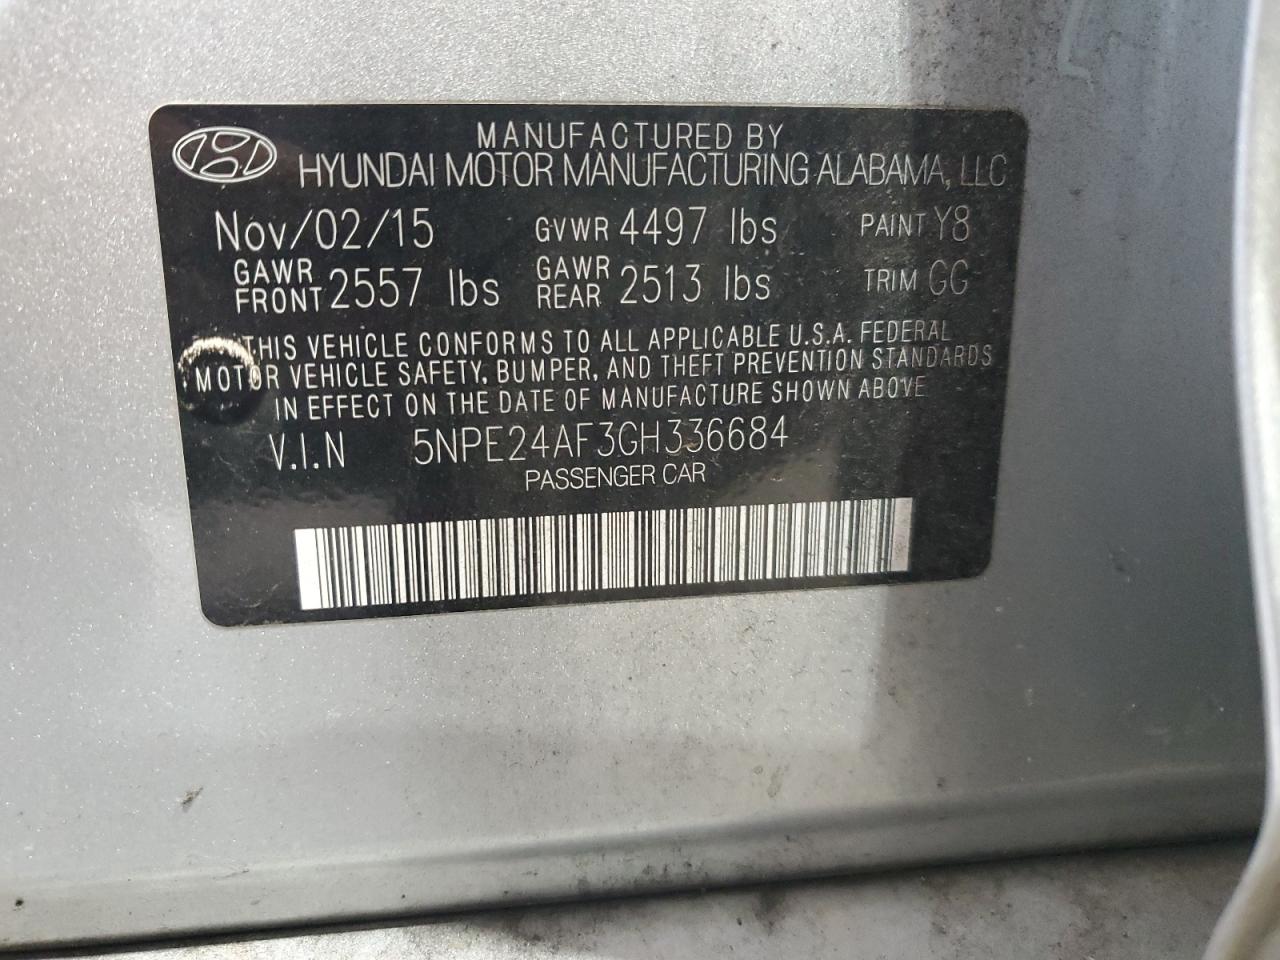 MANUFACTURED BY
HYUNDAI MOTOR MANUFACTURING ALABAMA, LLC
Nov/02/15 GVWR 4497 lbs PAINT Y8
GAWR FRONT 2557 lbs GAWR REAR 2513 lbs TRIM GG
THIS VEHICLE CONFORMS TO ALL APPLICABLE U.S.A. FEDERAL
MOTOR VEHICLE SAFETY, BUMPER, AND THEFT PREVENTION STANDARDS
IN EFFECT ON THE DATE OF MANUFACTURE SHOWN ABOVE
V.I.N 5NPE24AF3GH336684
PASSENGER CAR